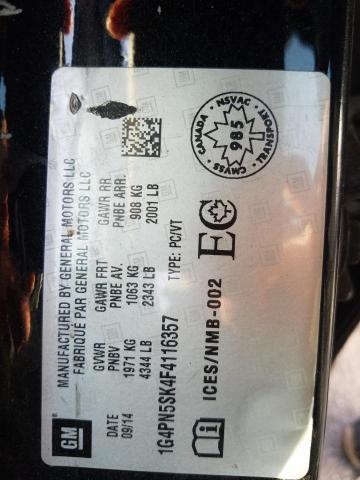 GM
MANUFACTURED BY GENERAL MOTORS LLC
FABRIQUÉ PAR GENERAL MOTORS LLC
DATE GVWR GAWR FRT GAWR RR
PNBV PNBE AV. PNBE ARR.
09/14 1971 KG 1063 KG 908 KG
4344 LB 2343 LB 2001 LB
1G4PN5SK4F4116357 TYPE: PC/VT
ICES/NMB-002 EC
CANADA • NSVAC • TRANSPORT • CMVSS •
985